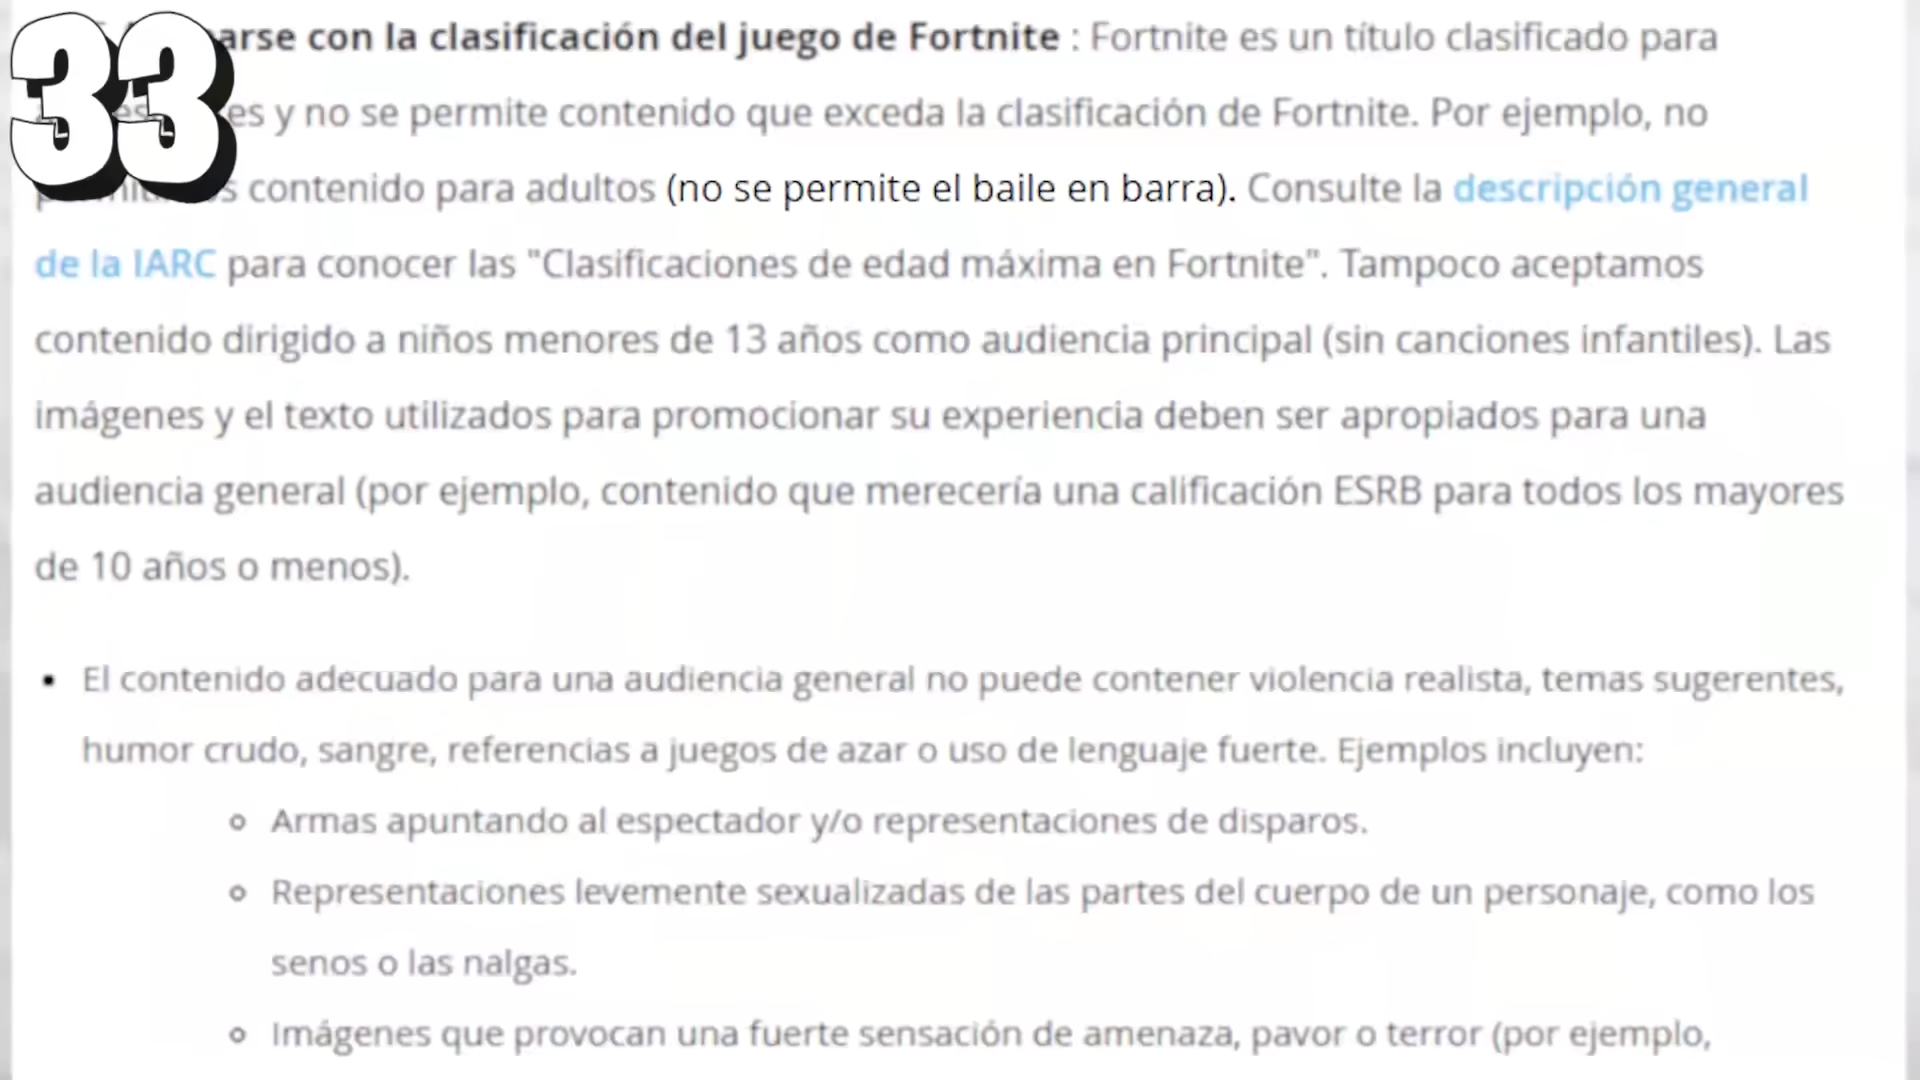 33
arse con la clasificación del juego de Fortnite : Fortnite es un título clasificado para
es y no se permite contenido que exceda la clasificación de Fortnite. Por ejemplo, no
s contenido para adultos (no se permite el baile en barra). Consulte la descripción general
de la IARC para conocer las "Clasificaciones de edad máxima en Fortnite". Tampoco aceptamos
contenido dirigido a niños menores de 13 años como audiencia principal (sin canciones infantiles). Las
imágenes y el texto utilizados para promocionar su experiencia deben ser apropiados para una
audiencia general (por ejemplo, contenido que merecería una calificación ESRB para todos los mayores
de 10 años o menos).
• El contenido adecuado para una audiencia general no puede contener violencia realista, temas sugerentes,
humor crudo, sangre, referencias a juegos de azar o uso de lenguaje fuerte. Ejemplos incluyen:
○ Armas apuntando al espectador y/o representaciones de disparos.
○ Representaciones levemente sexualizadas de las partes del cuerpo de un personaje, como los
senos o las nalgas.
○ Imágenes que provocan una fuerte sensación de amenaza, pavor o terror (por ejemplo,